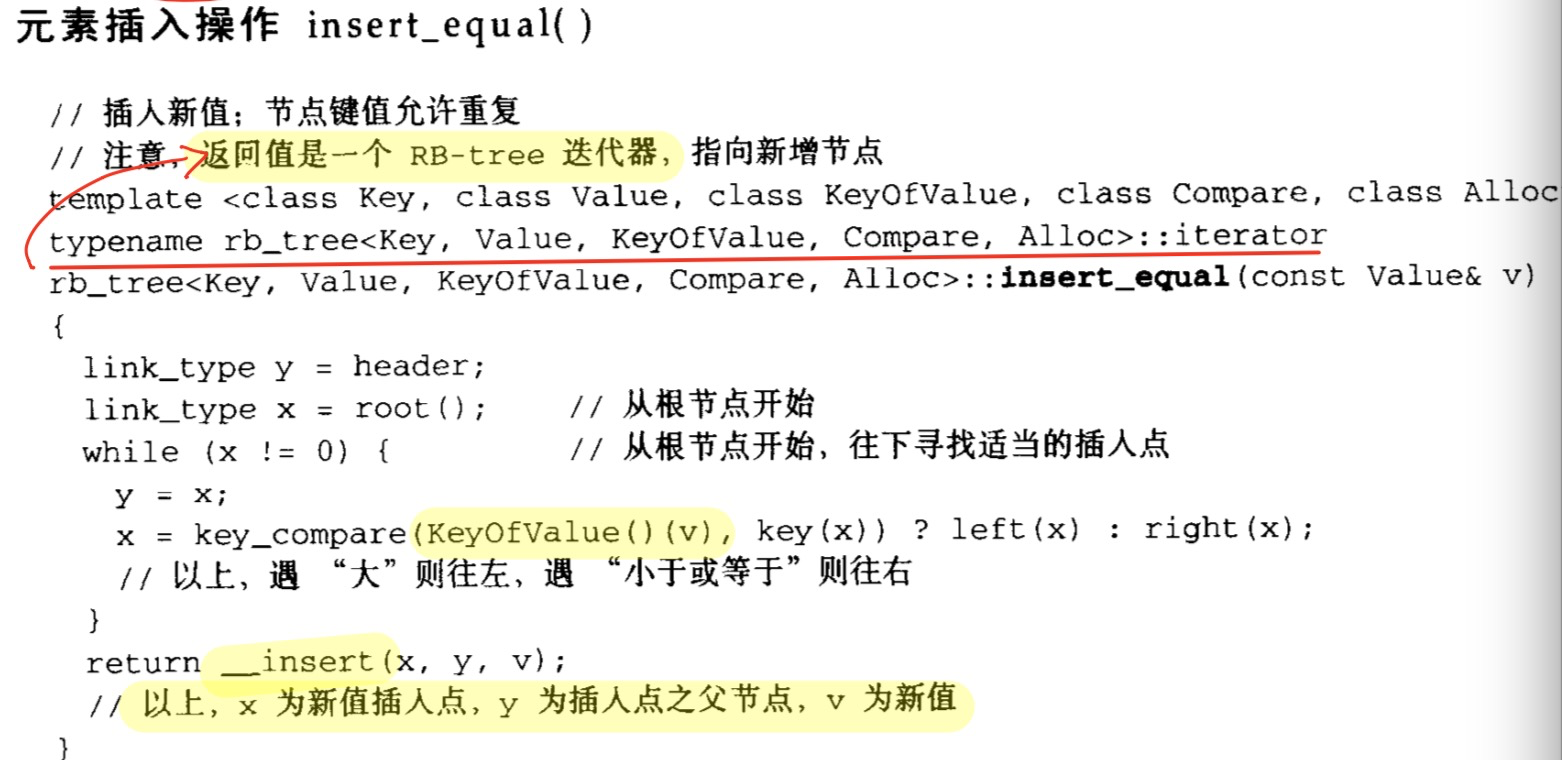 元素插入操作 insert_equal( )
// 插入新值；节点键值允许重复
// 注意，返回值是一个 RB-tree 迭代器，指向新增节点
template <class Key, class Value, class KeyOfValue, class Compare, class Alloc
typename rb_tree<Key, Value, KeyOfValue, Compare, Alloc>::iterator
rb_tree<Key, Value, KeyOfValue, Compare, Alloc>::insert_equal(const Value& v)
{
link_type y = header;
link_type x = root(); // 从根节点开始
while (x != 0) { // 从根节点开始，往下寻找适当的插入点
y = x;
x = key_compare(KeyOfValue()(v), key(x)) ? left(x) : right(x);
// 以上，遇 “大”则往左，遇 “小于或等于”则往右
}
return __insert(x, y, v);
// 以上，x 为新值插入点，y 为插入点之父节点，v 为新值
}